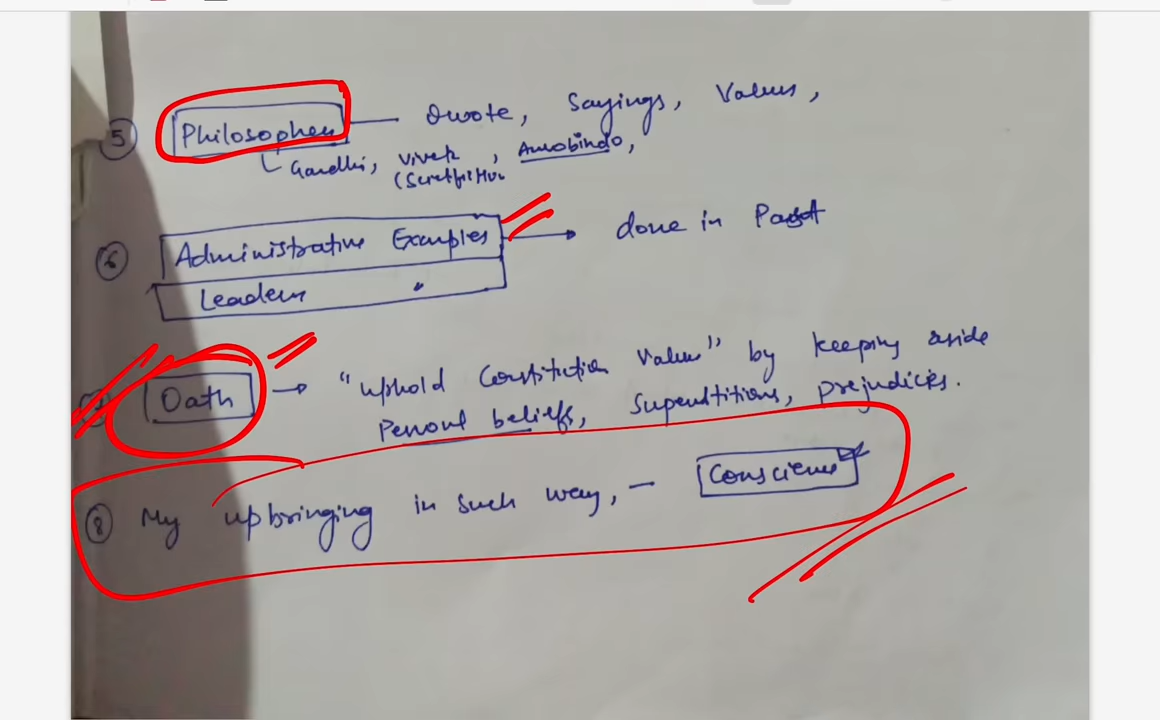 ⑤ Philosophers — Quote, Sayings, Values,
Gandhi, Vivek, Aurobindo,
⑥ Administrative Examples → done in Past
Leaders
Oath → "uphold Constitution Values" by keeping aside
Personal beliefs, Superstitions, prejudices.
⑧ My upbringing in such way, — Conscience